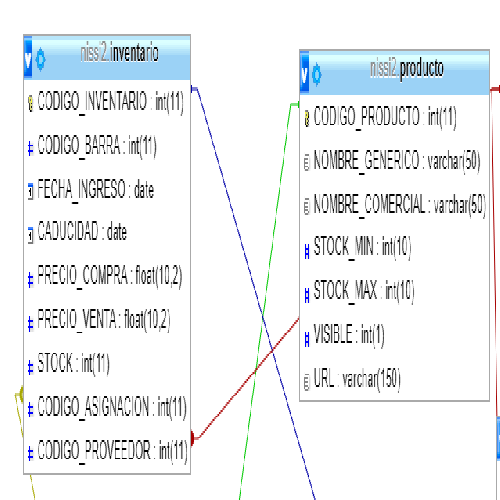 nissi2.inventario
CODIGO_INVENTARIO : int(11)
CODIGO_BARRA : int(11)
FECHA_INGRESO : date
CADUCIDAD : date
PRECIO_COMPRA : float(10,2)
PRECIO_VENTA : float(10,2)
STOCK : int(11)
CODIGO_ASIGNACION : int(11)
CODIGO_PROVEEDOR : int(11)
nissi2.producto
CODIGO_PRODUCTO : int(11)
NOMBRE_GENERICO : varchar(50)
NOMBRE_COMERCIAL : varchar(50)
STOCK_MIN : int(10)
STOCK_MAX : int(10)
VISIBLE : int(1)
URL : varchar(150)